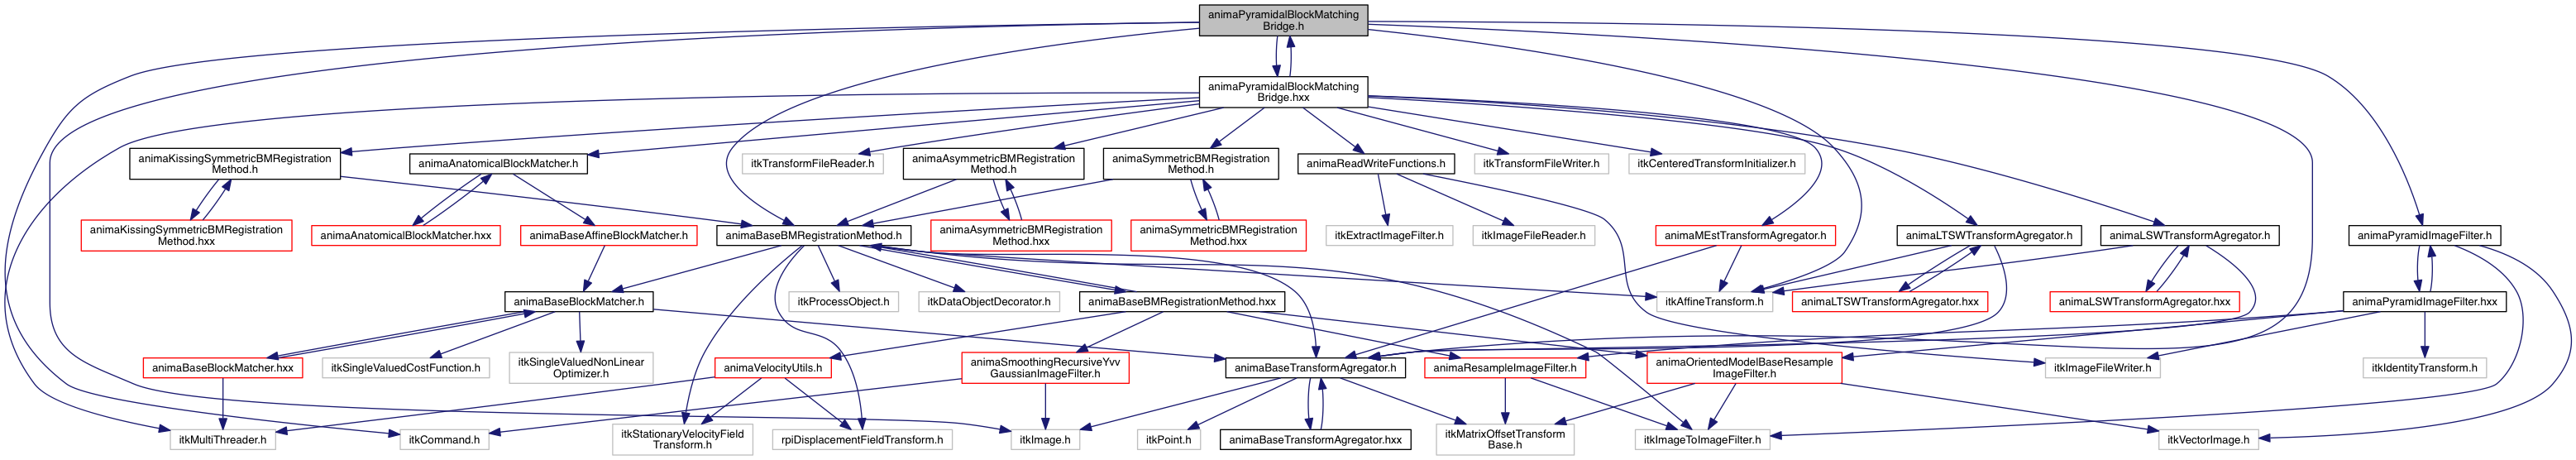 animaPyramidalBlockMatching
Bridge.h
animaPyramidalBlockMatching
Bridge.hxx
animaKissingSymmetricBMRegistration
Method.h
animaAnatomicalBlockMatcher.h
itkTransformFileReader.h
animaAsymmetricBMRegistration
Method.h
animaSymmetricBMRegistration
Method.h
animaReadWriteFunctions.h
itkTransformFileWriter.h
itkCenteredTransformInitializer.h
animaKissingSymmetricBMRegistration
Method.hxx
animaAnatomicalBlockMatcher.hxx
animaBaseAffineBlockMatcher.h
animaBaseBMRegistrationMethod.h
animaAsymmetricBMRegistration
Method.hxx
animaSymmetricBMRegistration
Method.hxx
itkExtractImageFilter.h
itkImageFileReader.h
animaMEstTransformAgregator.h
animaLTSWTransformAgregator.h
animaLSWTransformAgregator.h
animaPyramidImageFilter.h
animaBaseBlockMatcher.h
itkProcessObject.h
itkDataObjectDecorator.h
animaBaseBMRegistrationMethod.hxx
itkAffineTransform.h
animaLTSWTransformAgregator.hxx
animaLSWTransformAgregator.hxx
animaPyramidImageFilter.hxx
animaBaseBlockMatcher.hxx
itkSingleValuedCostFunction.h
itkSingleValuedNonLinear
Optimizer.h
animaVelocityUtils.h
animaSmoothingRecursiveYvv
GaussianImageFilter.h
animaBaseTransformAgregator.h
animaResampleImageFilter.h
animaOrientedModelBaseResample
ImageFilter.h
itkImageFileWriter.h
itkIdentityTransform.h
itkMultiThreader.h
itkCommand.h
itkStationaryVelocityField
Transform.h
rpiDisplacementFieldTransform.h
itkImage.h
itkPoint.h
animaBaseTransformAgregator.hxx
itkMatrixOffsetTransform
Base.h
itkImageToImageFilter.h
itkVectorImage.h